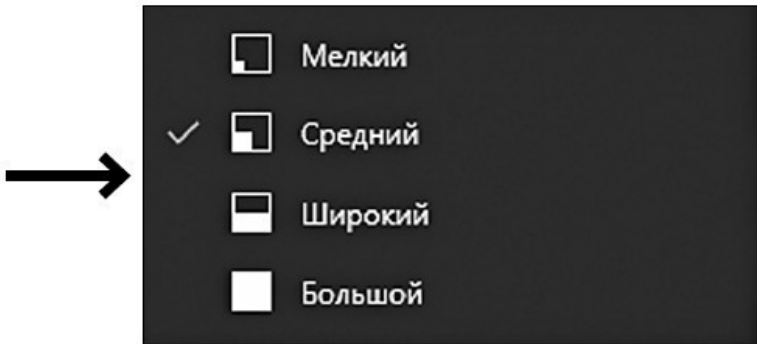 Мелкий
Средний
Широкий
Большой